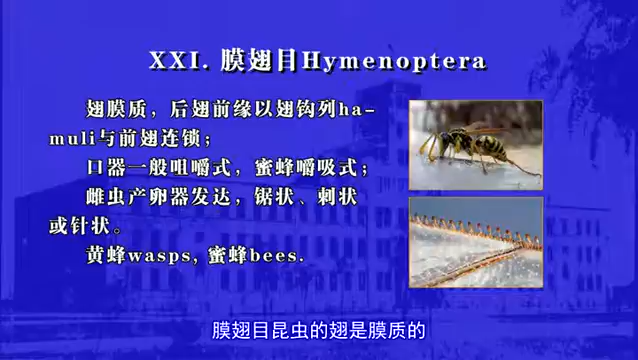 XXI. 膜翅目Hymenoptera
翅膜质，后翅前缘以翅钩列ha-
muli与前翅连锁；
口器一般咀嚼式，蜜蜂嚼吸式；
雌虫产卵器发达，锯状、刺状
或针状。
黄蜂wasps, 蜜蜂bees.
膜翅目昆虫的翅是膜质的